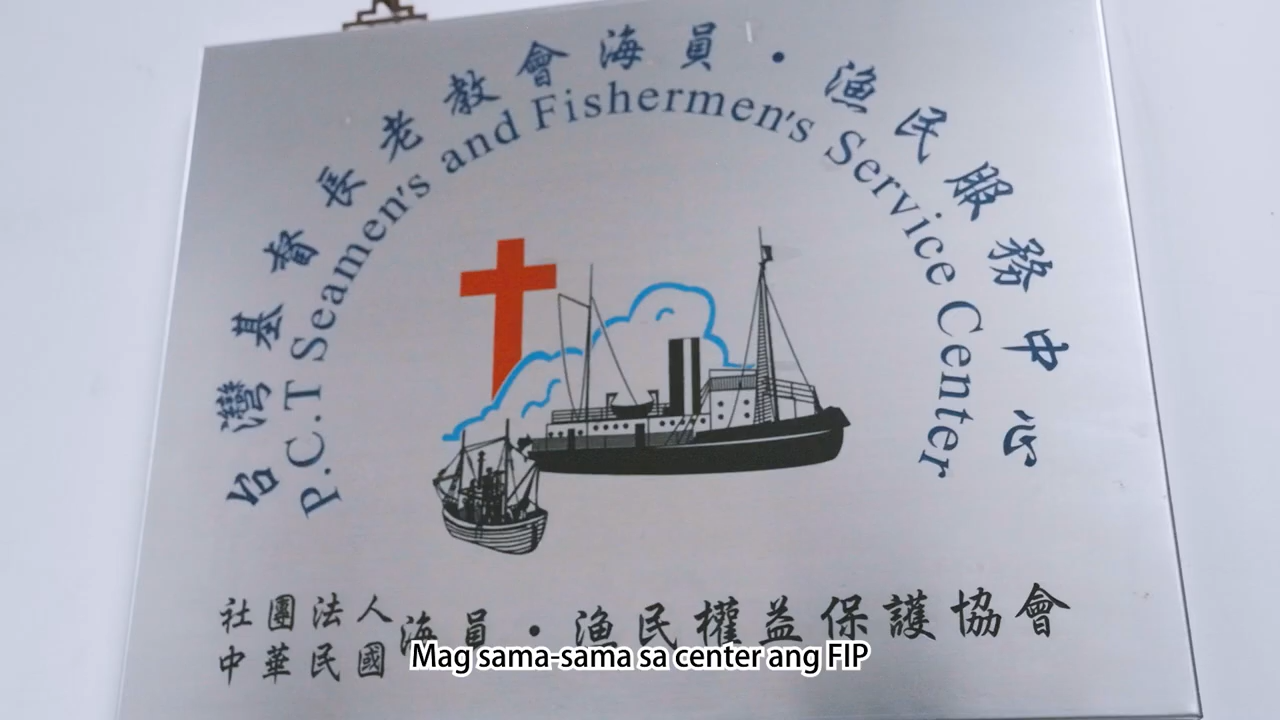 台灣基督長老教會海員・漁民服務中心
P.C.T Seamen's and Fishermen's Service Center
社團法人
中華民國
海員・漁民權益保護協會
Mag sama-sama sa center ang FIP